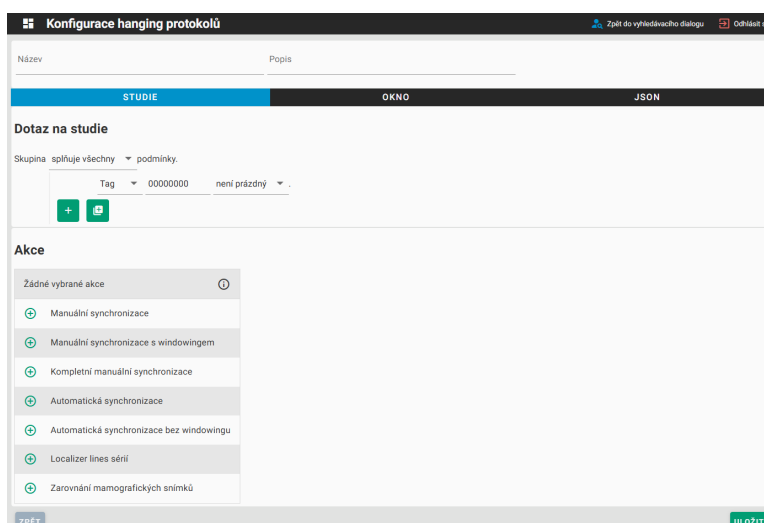 Konfigurace hanging protokolů Zpět do vyhledávacího dialogu Odhlásit s
Název Popis
STUDIE OKNO JSON
Dotaz na studie
Skupina splňuje všechny podmínky.
Tag 00000000 není prázdný .
Akce
Žádné vybrané akce
Manuální synchronizace
Manuální synchronizace s windowingem
Kompletní manuální synchronizace
Automatická synchronizace
Automatická synchronizace bez windowingu
Localizer lines sérií
Zarovnání mamografických snímků
ZPĚT ULOŽIT